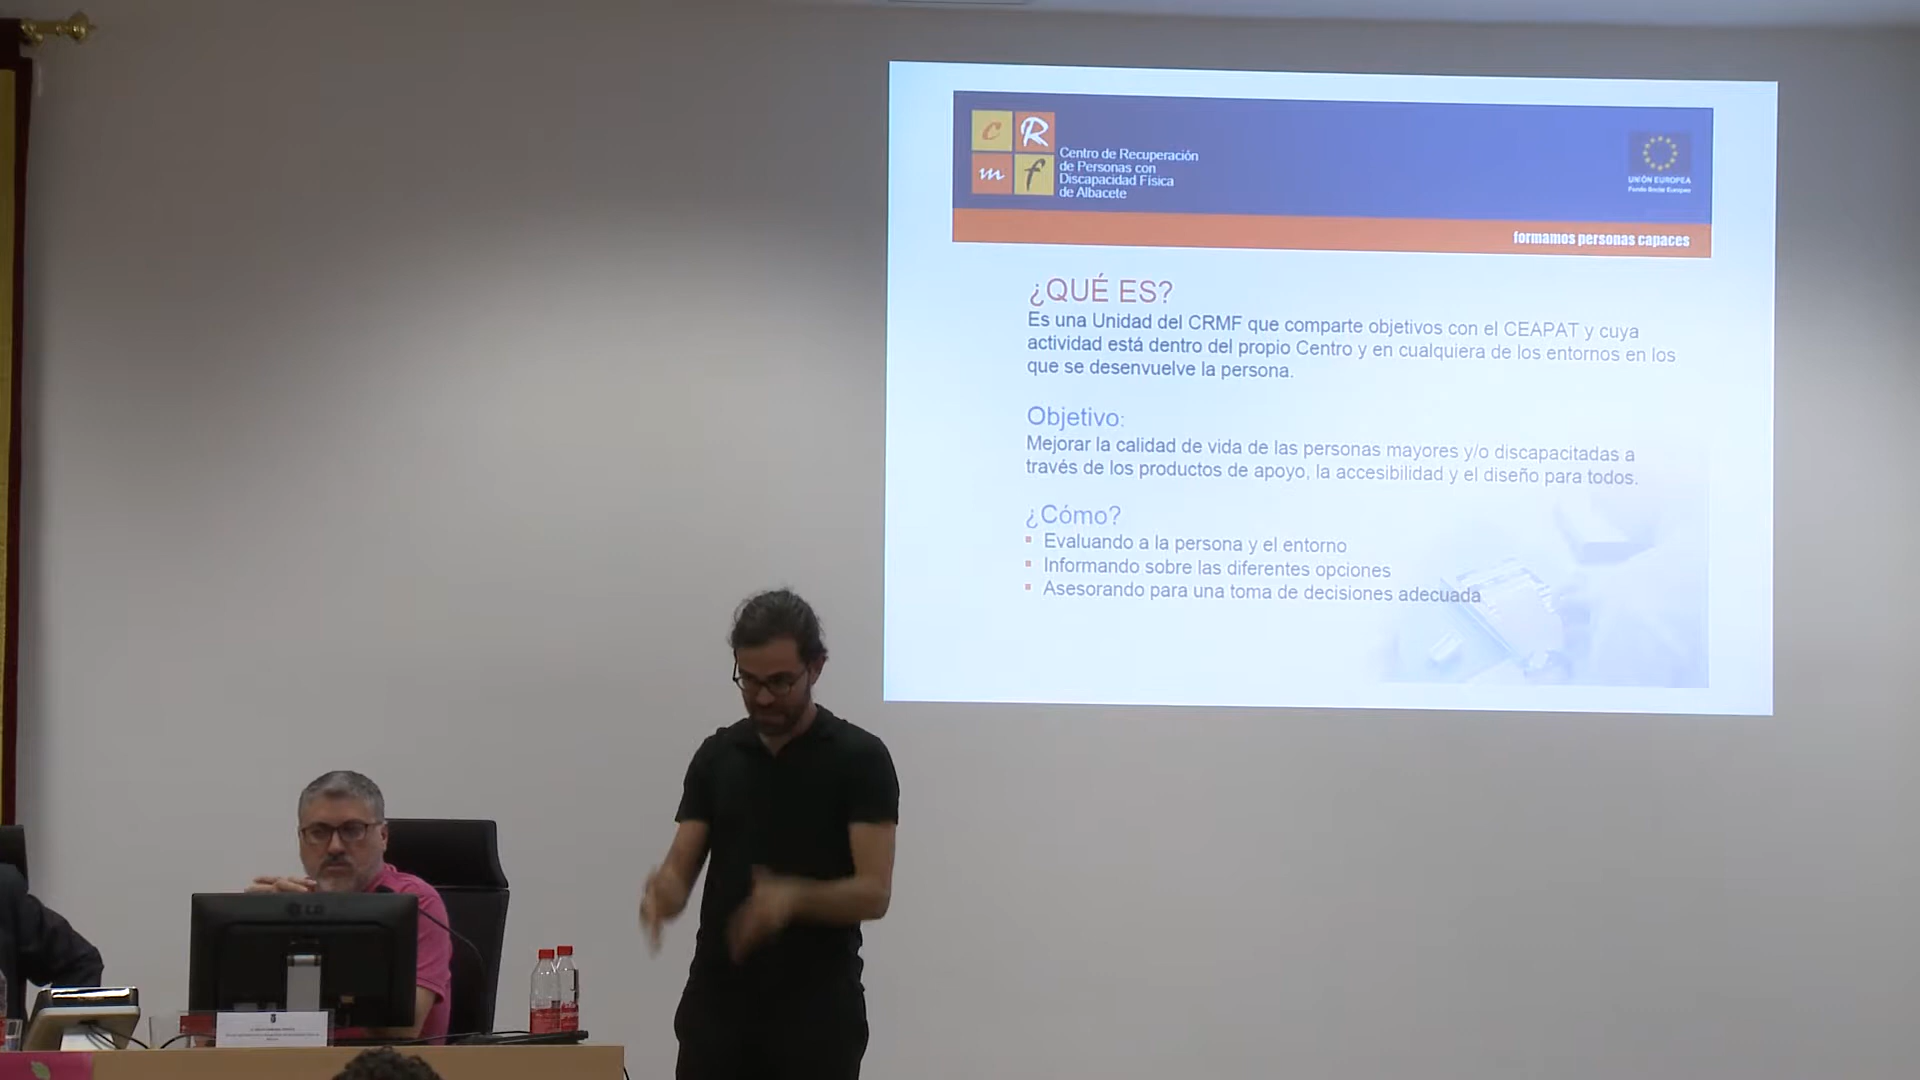 c R
m f
Centro de Recuperación
de Personas con
Discapacidad Física
de Albacete
UNIÓN EUROPEA
Fondo Social Europeo
formamos personas capaces
¿QUÉ ES?
Es una Unidad del CRMF que comparte objetivos con el CEAPAT y cuya
actividad está dentro del propio Centro y en cualquiera de los entornos en los
que se desenvuelve la persona.
Objetivo:
Mejorar la calidad de vida de las personas mayores y/o discapacitadas a
través de los productos de apoyo, la accesibilidad y el diseño para todos.
¿Cómo?
Evaluando a la persona y el entorno
Informando sobre las diferentes opciones
Asesorando para una toma de decisiones adecuada
LG